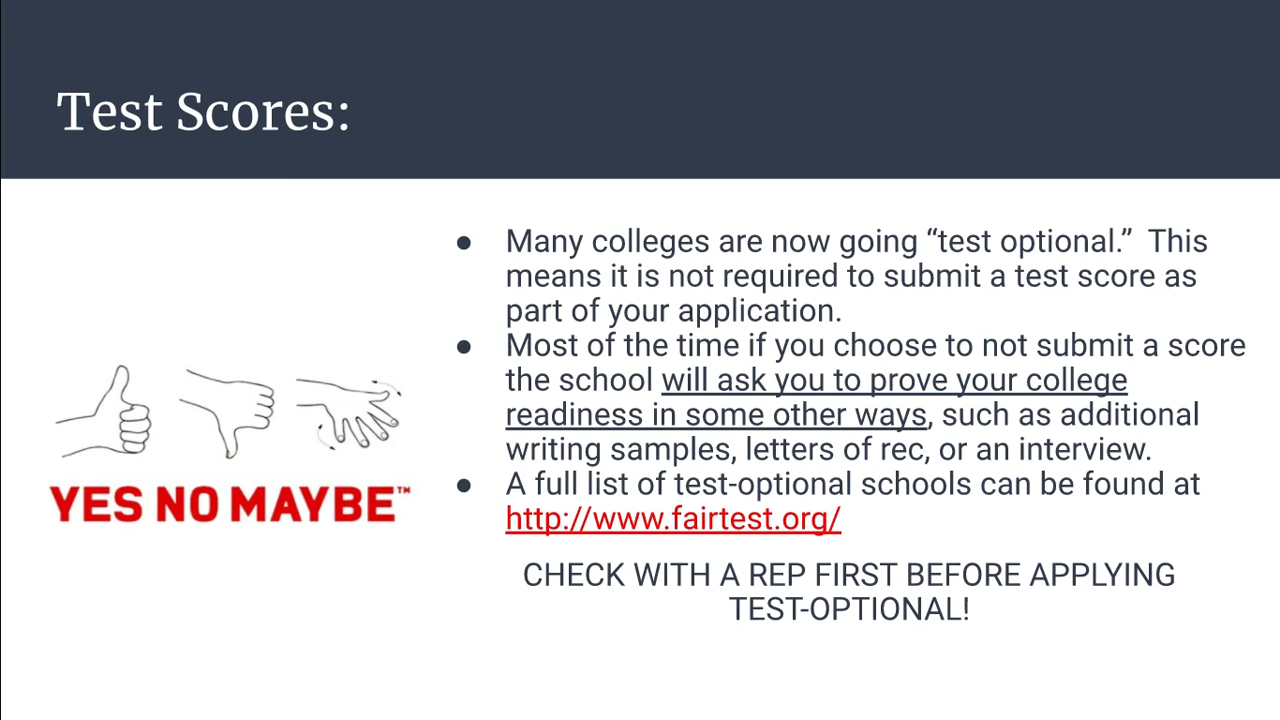 Test Scores:
● Many colleges are now going “test optional.”  This
means it is not required to submit a test score as
part of your application.
● Most of the time if you choose to not submit a score
the school will ask you to prove your college
readiness in some other ways, such as additional
writing samples, letters of rec, or an interview.
● A full list of test-optional schools can be found at
http://www.fairtest.org/
YES NO MAYBE™
CHECK WITH A REP FIRST BEFORE APPLYING
TEST-OPTIONAL!